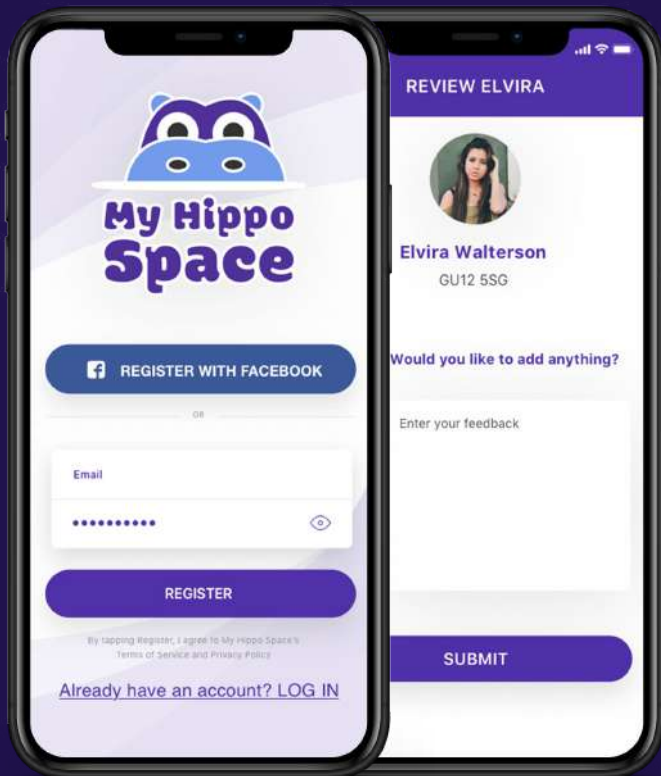 My Hippo
Space
REGISTER WITH FACEBOOK
OR
Email
REGISTER
By tapping Register, I agree to My Hippo Space's
Terms of Service and Privacy Policy
Already have an account? LOG IN
REVIEW ELVIRA
Elvira Walterson
GU12 5SG
Would you like to add anything?
Enter your feedback
SUBMIT